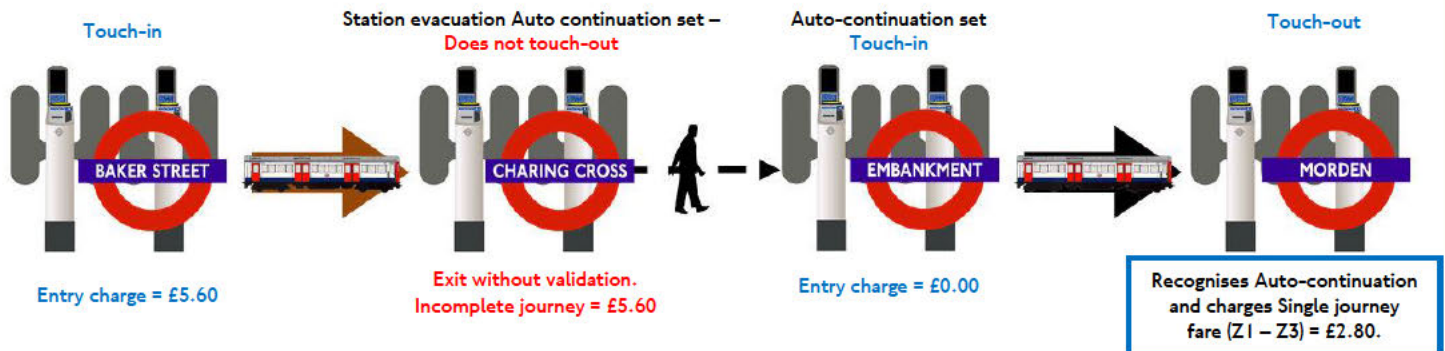 Touch-in
Station evacuation Auto continuation set –
Does not touch-out
Auto-continuation set
Touch-in
Touch-out
BAKER STREET
CHARING CROSS
EMBANKMENT
MORDEN
Entry charge = £5.60
Exit without validation.
Incomplete journey = £5.60
Entry charge = £0.00
Recognises Auto-continuation
and charges Single journey
fare (Z1 – Z3) = £2.80.